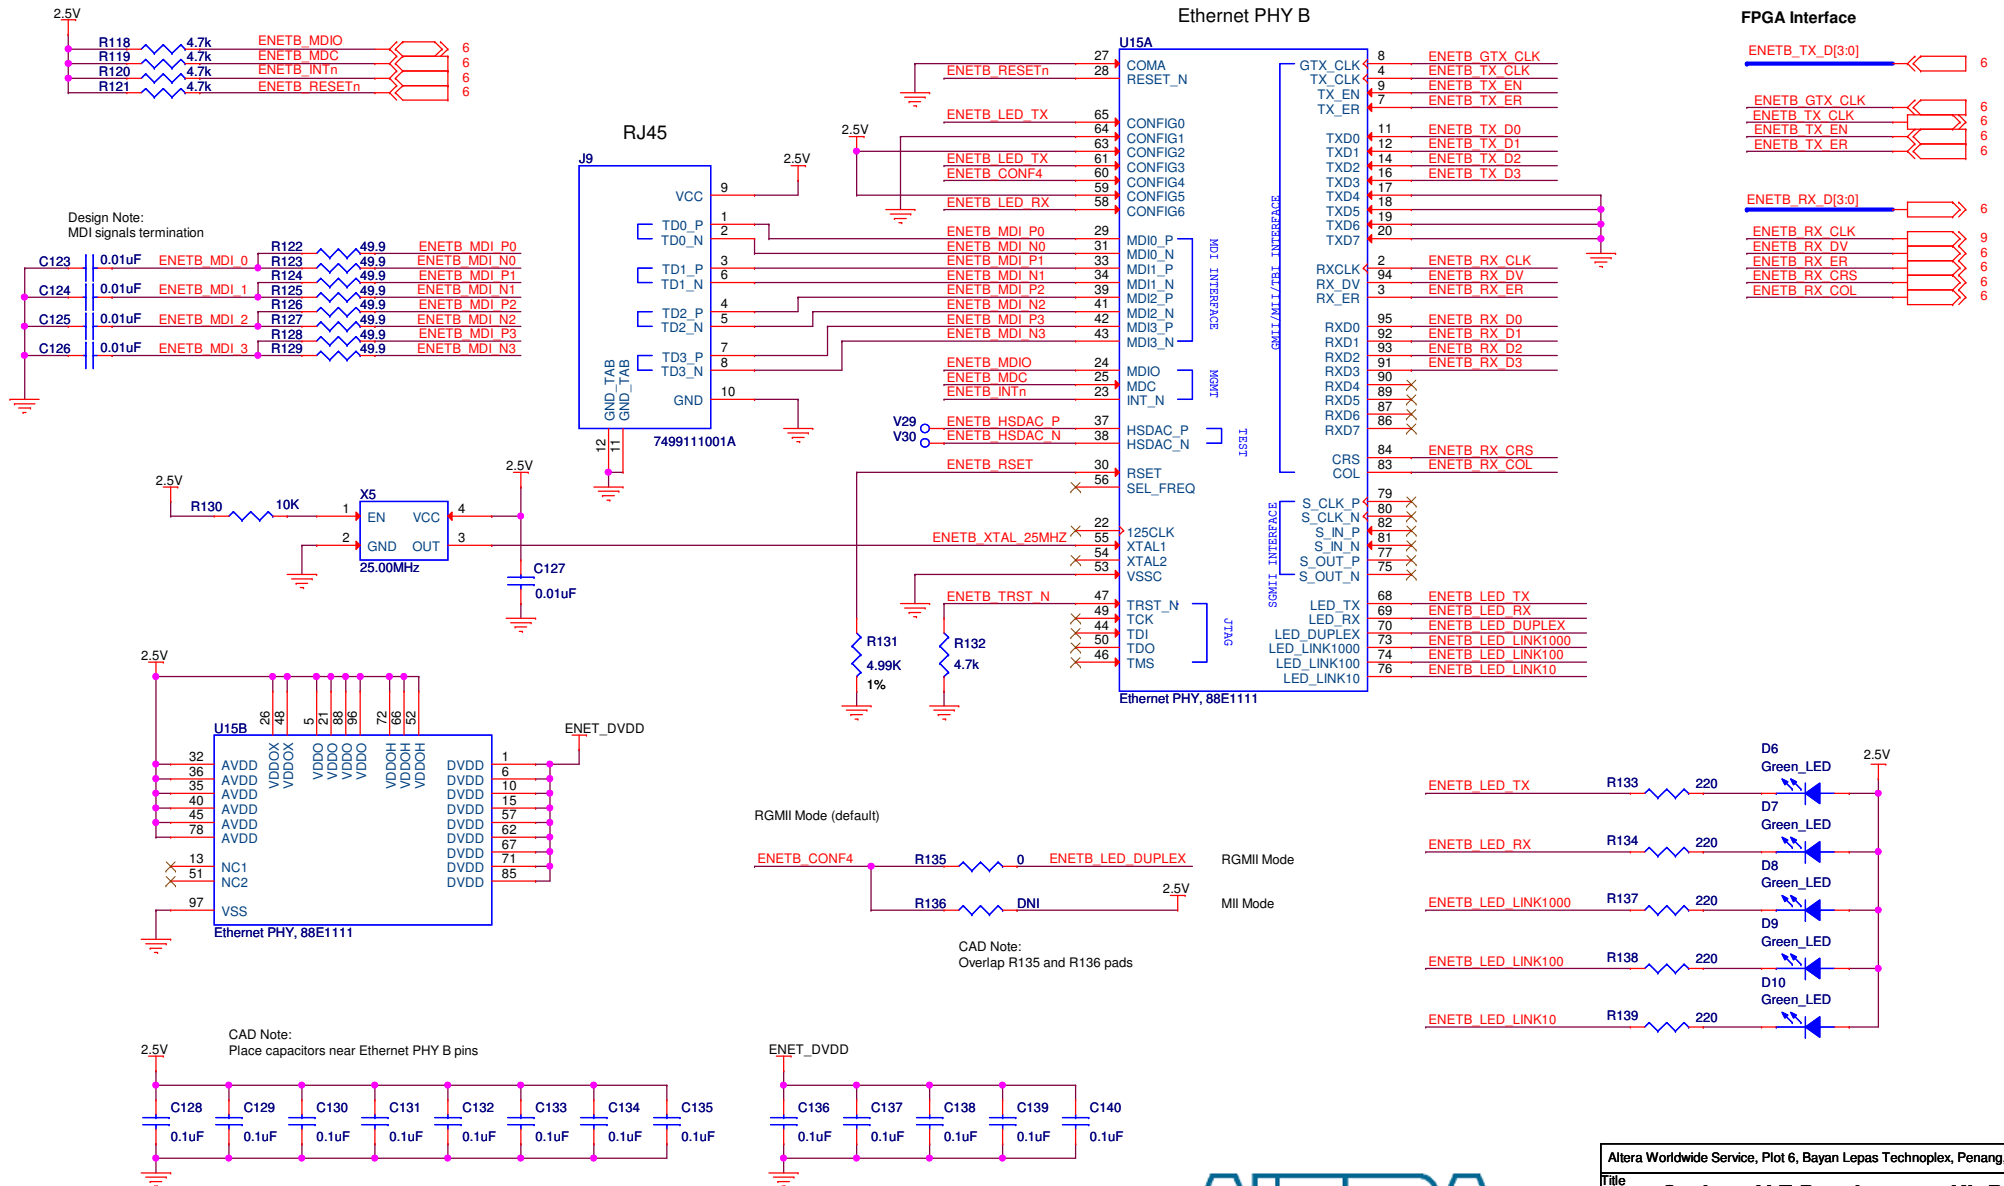 Ethernet PHY B
FPGA Interface
2.5V
R118 4.7k ENETB_MDIO 6
R119 4.7k ENETB_MDC 6
R120 4.7k ENETB_INTn 6
R121 4.7k ENETB_RESETn 6
Design Note:
MDI signals termination
C123 0.01uF ENETB_MDI_0
C124 0.01uF ENETB_MDI_1
C125 0.01uF ENETB_MDI_2
C126 0.01uF ENETB_MDI_3
R122 49.9 ENETB_MDI_P0
R123 49.9 ENETB_MDI_N0
R124 49.9 ENETB_MDI_P1
R125 49.9 ENETB_MDI_N1
R126 49.9 ENETB_MDI_P2
R127 49.9 ENETB_MDI_N2
R128 49.9 ENETB_MDI_P3
R129 49.9 ENETB_MDI_N3
RJ45
J9
2.5V
VCC 9
TD0_P 1
TD0_N 2
TD1_P 3
TD1_N 6
TD2_P 4
TD2_N 5
TD3_P 7
TD3_N 8
GND 10
GND_TAB 12
GND_TAB 11
7499111001A
2.5V
U15A
27 COMA
ENETB_RESETn 28 RESET_N
ENETB_LED_TX 65 CONFIG0
64 CONFIG1
63 CONFIG2
ENETB_LED_TX 61 CONFIG3
ENETB_CONF4 60 CONFIG4
59 CONFIG5
ENETB_LED_RX 58 CONFIG6
ENETB_MDI_P0 29 MDI0_P
ENETB_MDI_N0 31 MDI0_N
ENETB_MDI_P1 33 MDI1_P
ENETB_MDI_N1 34 MDI1_N
ENETB_MDI_P2 39 MDI2_P
ENETB_MDI_N2 41 MDI2_N
ENETB_MDI_P3 42 MDI3_P
ENETB_MDI_N3 43 MDI3_N
MDI INTERFACE
ENETB_MDIO 24 MDIO
ENETB_MDC 25 MDC
ENETB_INTn 23 INT_N
MGMT
V29 ENETB_HSDAC_P 37 HSDAC_P
V30 ENETB_HSDAC_N 38 HSDAC_N
TEST
ENETB_RSET 30 RSET
56 SEL_FREQ
22 125CLK
ENETB_XTAL_25MHZ 55 XTAL1
54 XTAL2
53 VSSC
ENETB_TRST_N 47 TRST_N
49 TCK
44 TDI
50 TDO
46 TMS
JTAG
Ethernet PHY, 88E1111
GMII/MII/TBI INTERFACE
GTX_CLK 8 ENETB_GTX_CLK
TX_CLK 4 ENETB_TX_CLK
TX_EN 9 ENETB_TX_EN
TX_ER 7 ENETB_TX_ER
TXD0 11 ENETB_TX_D0
TXD1 12 ENETB_TX_D1
TXD2 14 ENETB_TX_D2
TXD3 16 ENETB_TX_D3
TXD4 17
TXD5 18
TXD6 19
TXD7 20
RXCLK 2 ENETB_RX_CLK
RX_DV 94 ENETB_RX_DV
RX_ER 3 ENETB_RX_ER
RXD0 95 ENETB_RX_D0
RXD1 92 ENETB_RX_D1
RXD2 93 ENETB_RX_D2
RXD3 91 ENETB_RX_D3
RXD4 90
RXD5 89
RXD6 87
RXD7 86
CRS 84 ENETB_RX_CRS
COL 83 ENETB_RX_COL
SGMII INTERFACE
S_CLK_P 79
S_CLK_N 80
S_IN_P 82
S_IN_N 81
S_OUT_P 77
S_OUT_N 75
LED_TX 68 ENETB_LED_TX
LED_RX 69 ENETB_LED_RX
LED_DUPLEX 70 ENETB_LED_DUPLEX
LED_LINK1000 73 ENETB_LED_LINK1000
LED_LINK100 74 ENETB_LED_LINK100
LED_LINK10 76 ENETB_LED_LINK10
ENETB_TX_D[3:0] 6
ENETB_GTX_CLK 6
ENETB_TX_CLK 6
ENETB_TX_EN 6
ENETB_TX_ER 6
ENETB_RX_D[3:0] 6
ENETB_RX_CLK 9
ENETB_RX_DV 6
ENETB_RX_ER 6
ENETB_RX_CRS 6
ENETB_RX_COL 6
2.5V
R130 10K
X5
1 EN VCC 4
2 GND OUT 3
25.00MHz
2.5V
C127
0.01uF
R131
4.99K
1%
R132
4.7k
2.5V
U15B
26 VDDOX
48 VDDOX
5 VDDO
21 VDDO
88 VDDO
96 VDDO
72 VDDOH
66 VDDOH
52 VDDOH
32 AVDD
36 AVDD
35 AVDD
40 AVDD
45 AVDD
78 AVDD
13 NC1
51 NC2
97 VSS
ENET_DVDD
DVDD 1
DVDD 6
DVDD 10
DVDD 15
DVDD 57
DVDD 62
DVDD 67
DVDD 71
DVDD 85
Ethernet PHY, 88E1111
RGMII Mode (default)
ENETB_CONF4 R135 0 ENETB_LED_DUPLEX RGMII Mode
R136 DNI 2.5V MII Mode
CAD Note:
Overlap R135 and R136 pads
2.5V
D6
Green_LED
ENETB_LED_TX R133 220
D7
Green_LED
ENETB_LED_RX R134 220
D8
Green_LED
ENETB_LED_LINK1000 R137 220
D9
Green_LED
ENETB_LED_LINK100 R138 220
D10
Green_LED
ENETB_LED_LINK10 R139 220
CAD Note:
Place capacitors near Ethernet PHY B pins
2.5V
C128 C129 C130 C131 C132 C133 C134 C135
0.1uF 0.1uF 0.1uF 0.1uF 0.1uF 0.1uF 0.1uF 0.1uF
ENET_DVDD
C136 C137 C138 C139 C140
0.1uF 0.1uF 0.1uF 0.1uF 0.1uF
Altera Worldwide Service, Plot 6, Bayan Lepas Technoplex, Penang,
Title